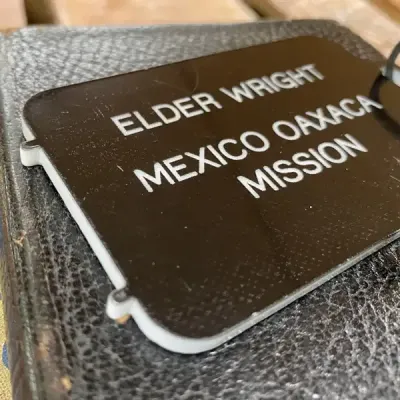 ELDER WRIGHT
MEXICO OAXACA
MISSION